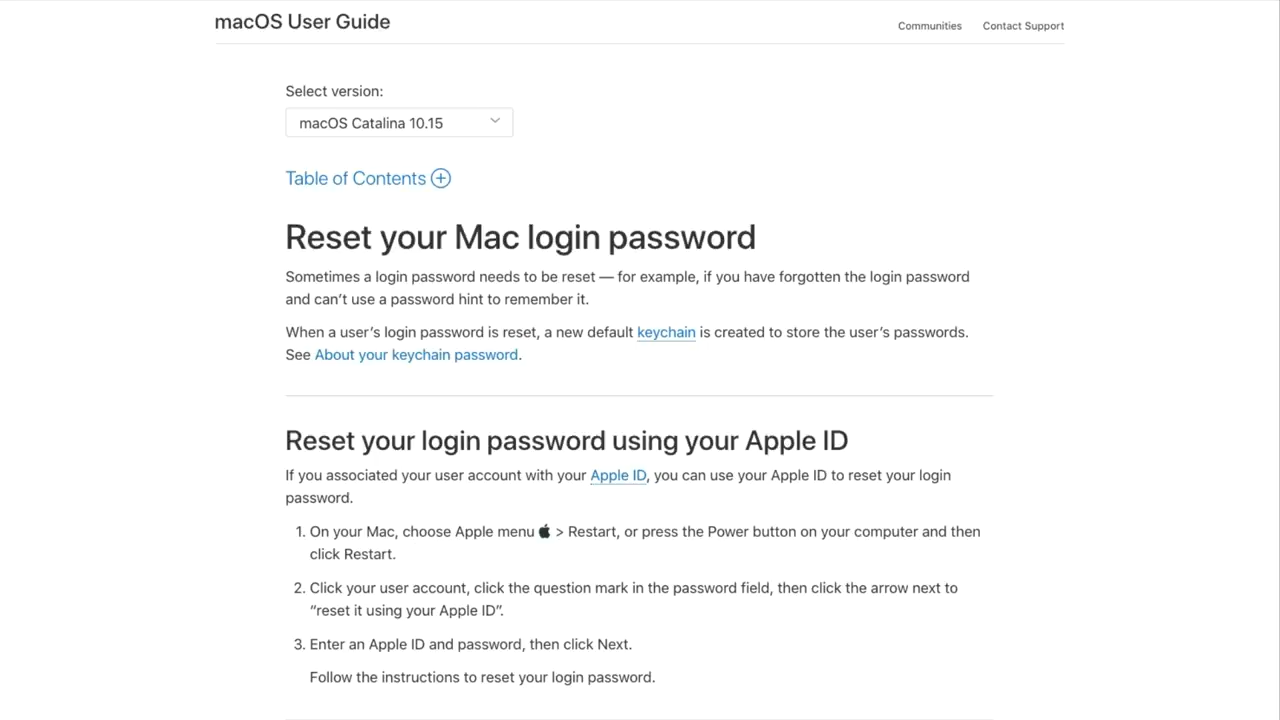 macOS User Guide
Communities
Contact Support
Select version:
macOS Catalina 10.15
Table of Contents
Reset your Mac login password
Sometimes a login password needs to be reset — for example, if you have forgotten the login password
and can’t use a password hint to remember it.
When a user’s login password is reset, a new default keychain is created to store the user’s passwords.
See About your keychain password.
Reset your login password using your Apple ID
If you associated your user account with your Apple ID, you can use your Apple ID to reset your login
password.
1. On your Mac, choose Apple menu  > Restart, or press the Power button on your computer and then
click Restart.
2. Click your user account, click the question mark in the password field, then click the arrow next to
“reset it using your Apple ID”.
3. Enter an Apple ID and password, then click Next.
Follow the instructions to reset your login password.